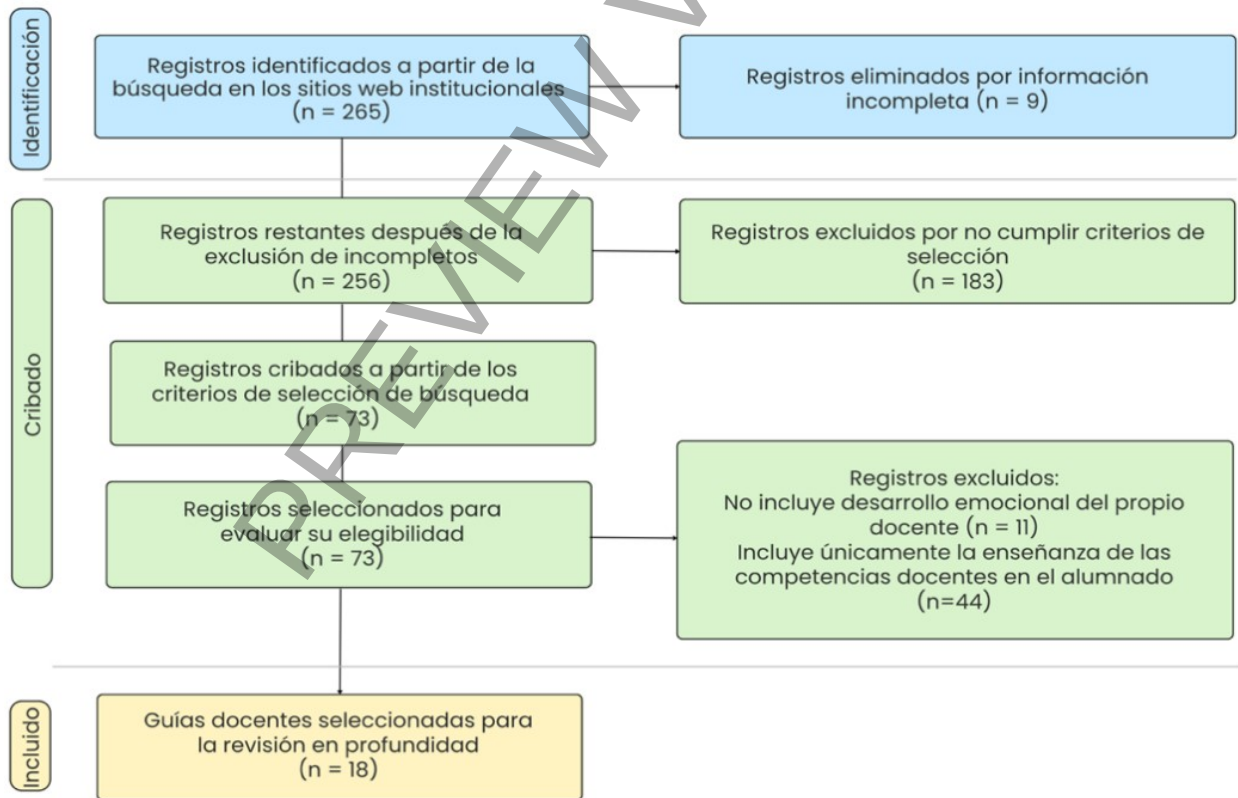 Identificación
Registros identificados a partir de la
búsqueda en los sitios web institucionales
(n = 265)
Registros eliminados por información
incompleta (n = 9)
Cribado
Registros restantes después de la
exclusión de incompletos
(n = 256)
Registros excluidos por no cumplir criterios de
selección
(n = 183)
Registros cribados a partir de los
criterios de selección de búsqueda
(n = 73)
Registros seleccionados para
evaluar su elegibilidad
(n = 73)
Registros excluidos:
No incluye desarrollo emocional del propio
docente (n = 11)
Incluye únicamente la enseñanza de las
competencias docentes en el alumnado
(n=44)
Incluido
Guías docentes seleccionadas para
la revisión en profundidad
(n = 18)
PREVIEW